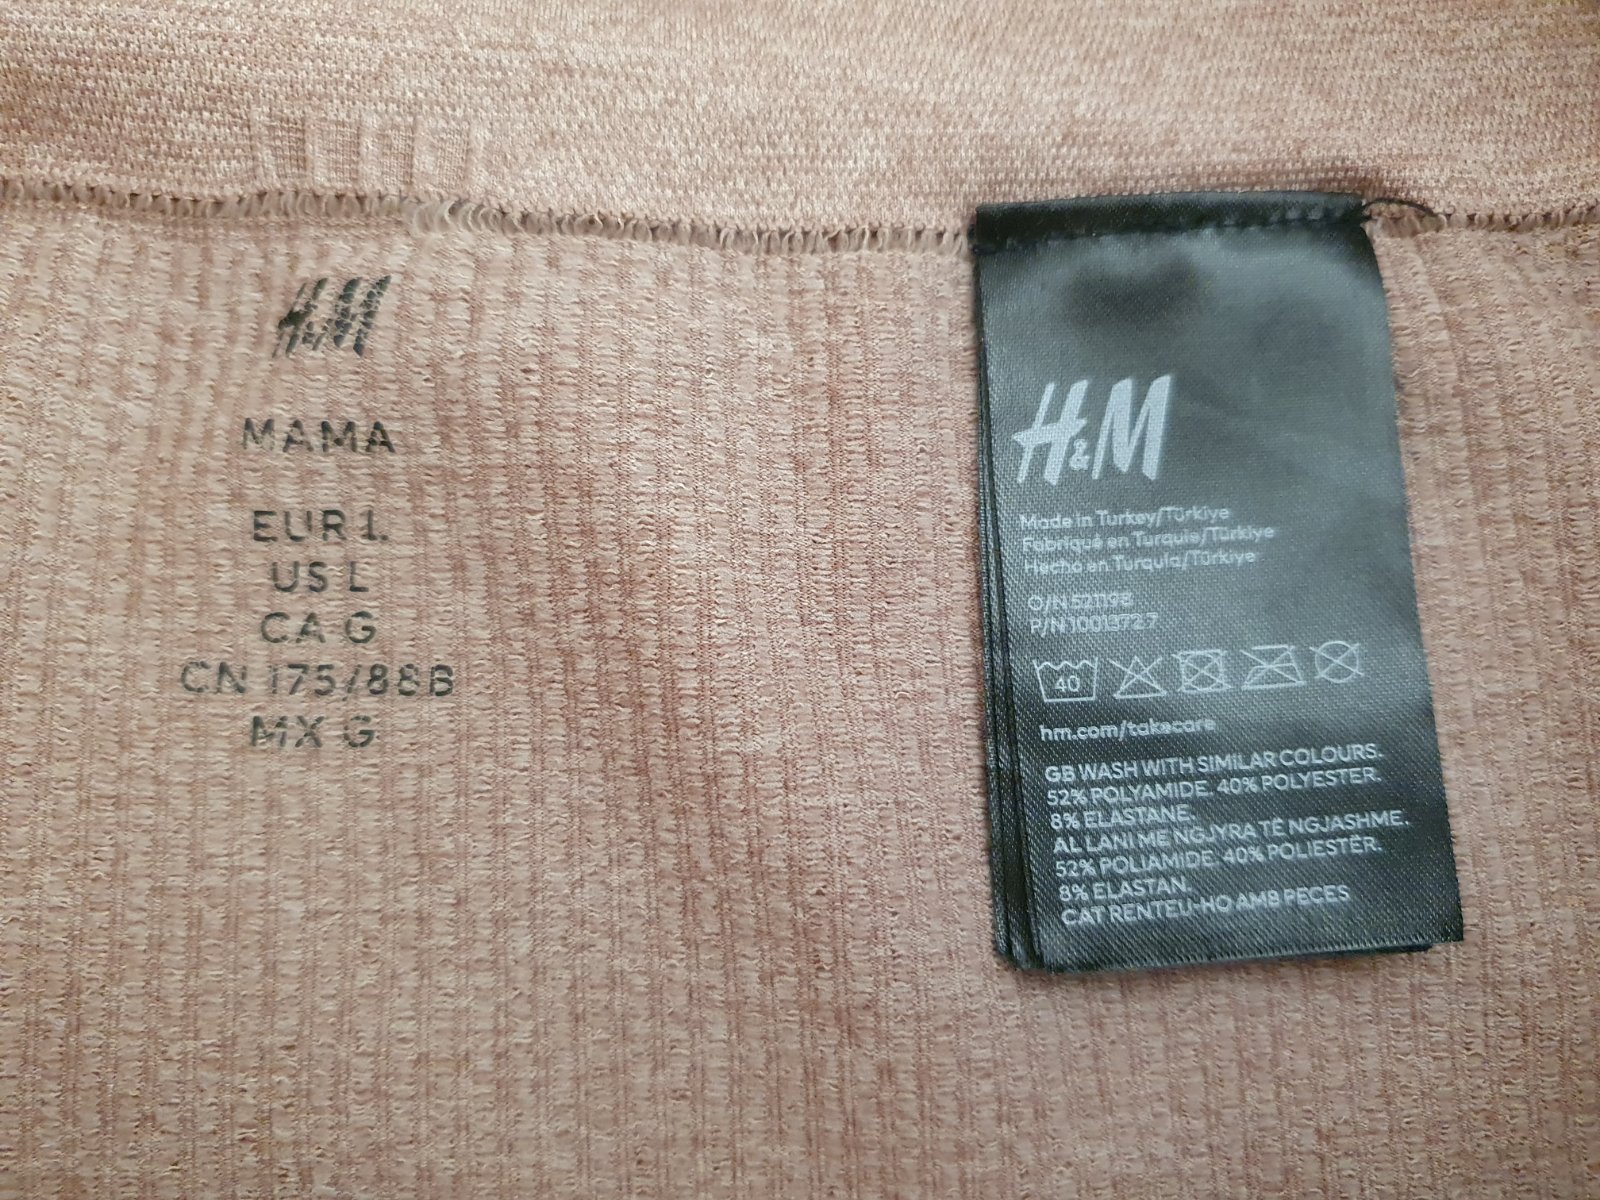 H&M
MAMA
EUR L
US L
CA G
CN 175/88B
MX G
H&M
Made in Turkey/Türkiye
Fabriqué en Turquie/Türkiye
Hecho en Turquía/Türkiye
O/N 521198
P/N 10013727
40
hm.com/takecare
GB WASH WITH SIMILAR COLOURS.
52% POLYAMIDE. 40% POLYESTER.
8% ELASTANE.
AL LANI ME NGJYRA TË NGJASHME.
52% POLIAMIDE. 40% POLIESTËR.
8% ELASTAN.
CAT RENTEU-HO AMB PECES